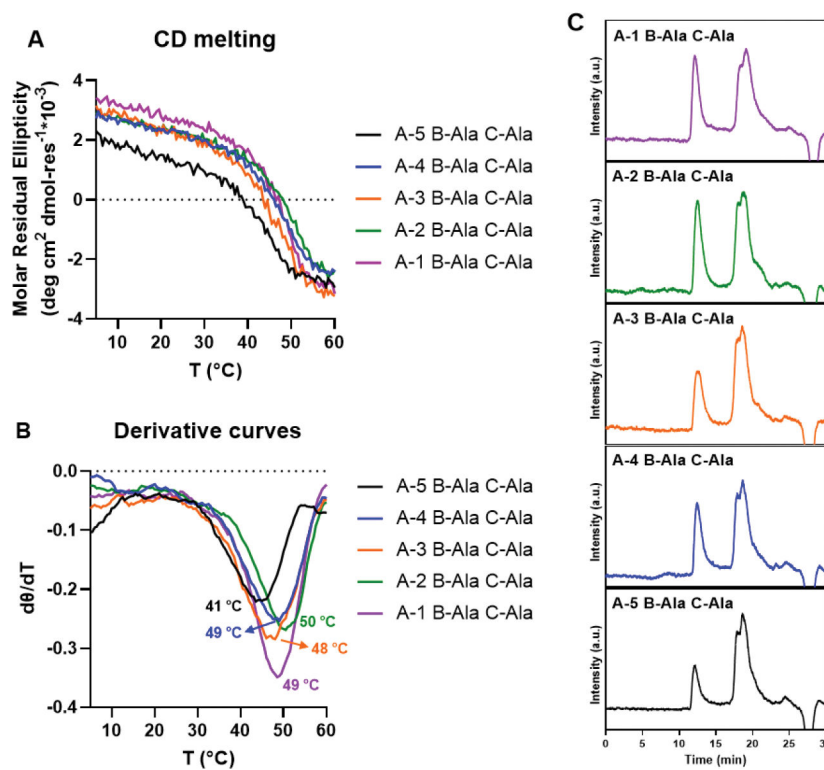 A
CD melting
Molar Residual Ellipticity
(deg cm² dmol-res⁻¹*10⁻³)
4
2
0
-2
-4
10 20 30 40 50 60
T (°C)
A-5 B-Ala C-Ala
A-4 B-Ala C-Ala
A-3 B-Ala C-Ala
A-2 B-Ala C-Ala
A-1 B-Ala C-Ala
B
Derivative curves
dθ/dT
0.0
-0.1
-0.2
-0.3
-0.4
41 °C
49 °C
50 °C
48 °C
49 °C
10 20 30 40 50 60
T (°C)
A-5 B-Ala C-Ala
A-4 B-Ala C-Ala
A-3 B-Ala C-Ala
A-2 B-Ala C-Ala
A-1 B-Ala C-Ala
C
A-1 B-Ala C-Ala
Intensity (a.u.)
A-2 B-Ala C-Ala
Intensity (a.u.)
A-3 B-Ala C-Ala
Intensity (a.u.)
A-4 B-Ala C-Ala
Intensity (a.u.)
A-5 B-Ala C-Ala
Intensity (a.u.)
0 5 10 15 20 25
Time (min)